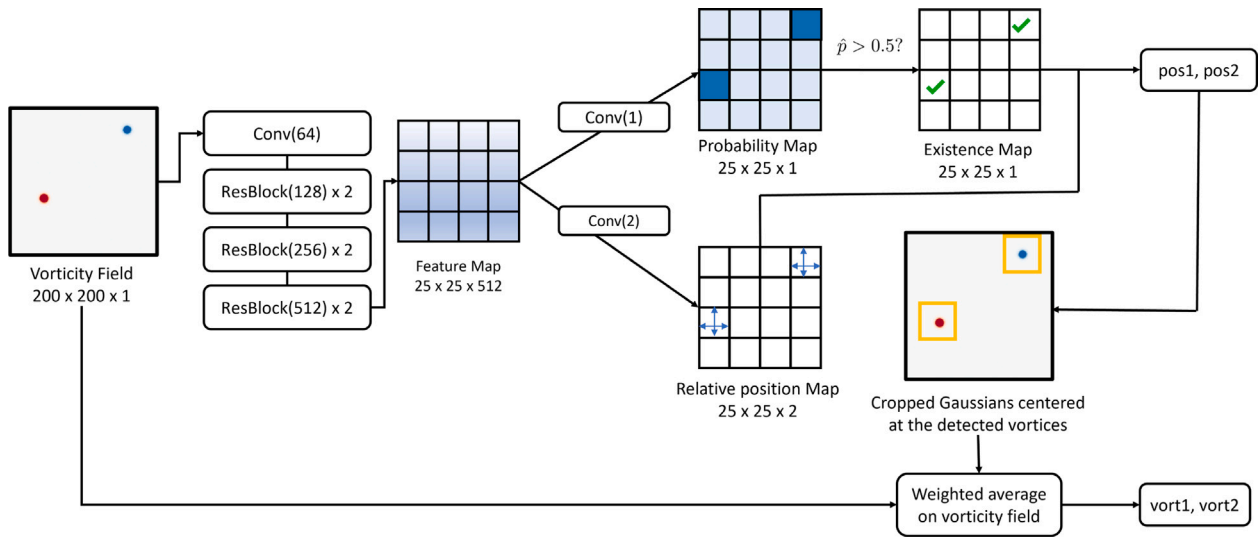 Vorticity Field
200 x 200 x 1
Conv(64)
ResBlock(128) x 2
ResBlock(256) x 2
ResBlock(512) x 2
Feature Map
25 x 25 x 512
Conv(1)
Conv(2)
Probability Map
25 x 25 x 1
p̂ > 0.5?
Existence Map
25 x 25 x 1
pos1, pos2
Relative position Map
25 x 25 x 2
Cropped Gaussians centered
at the detected vortices
Weighted average
on vorticity field
vort1, vort2